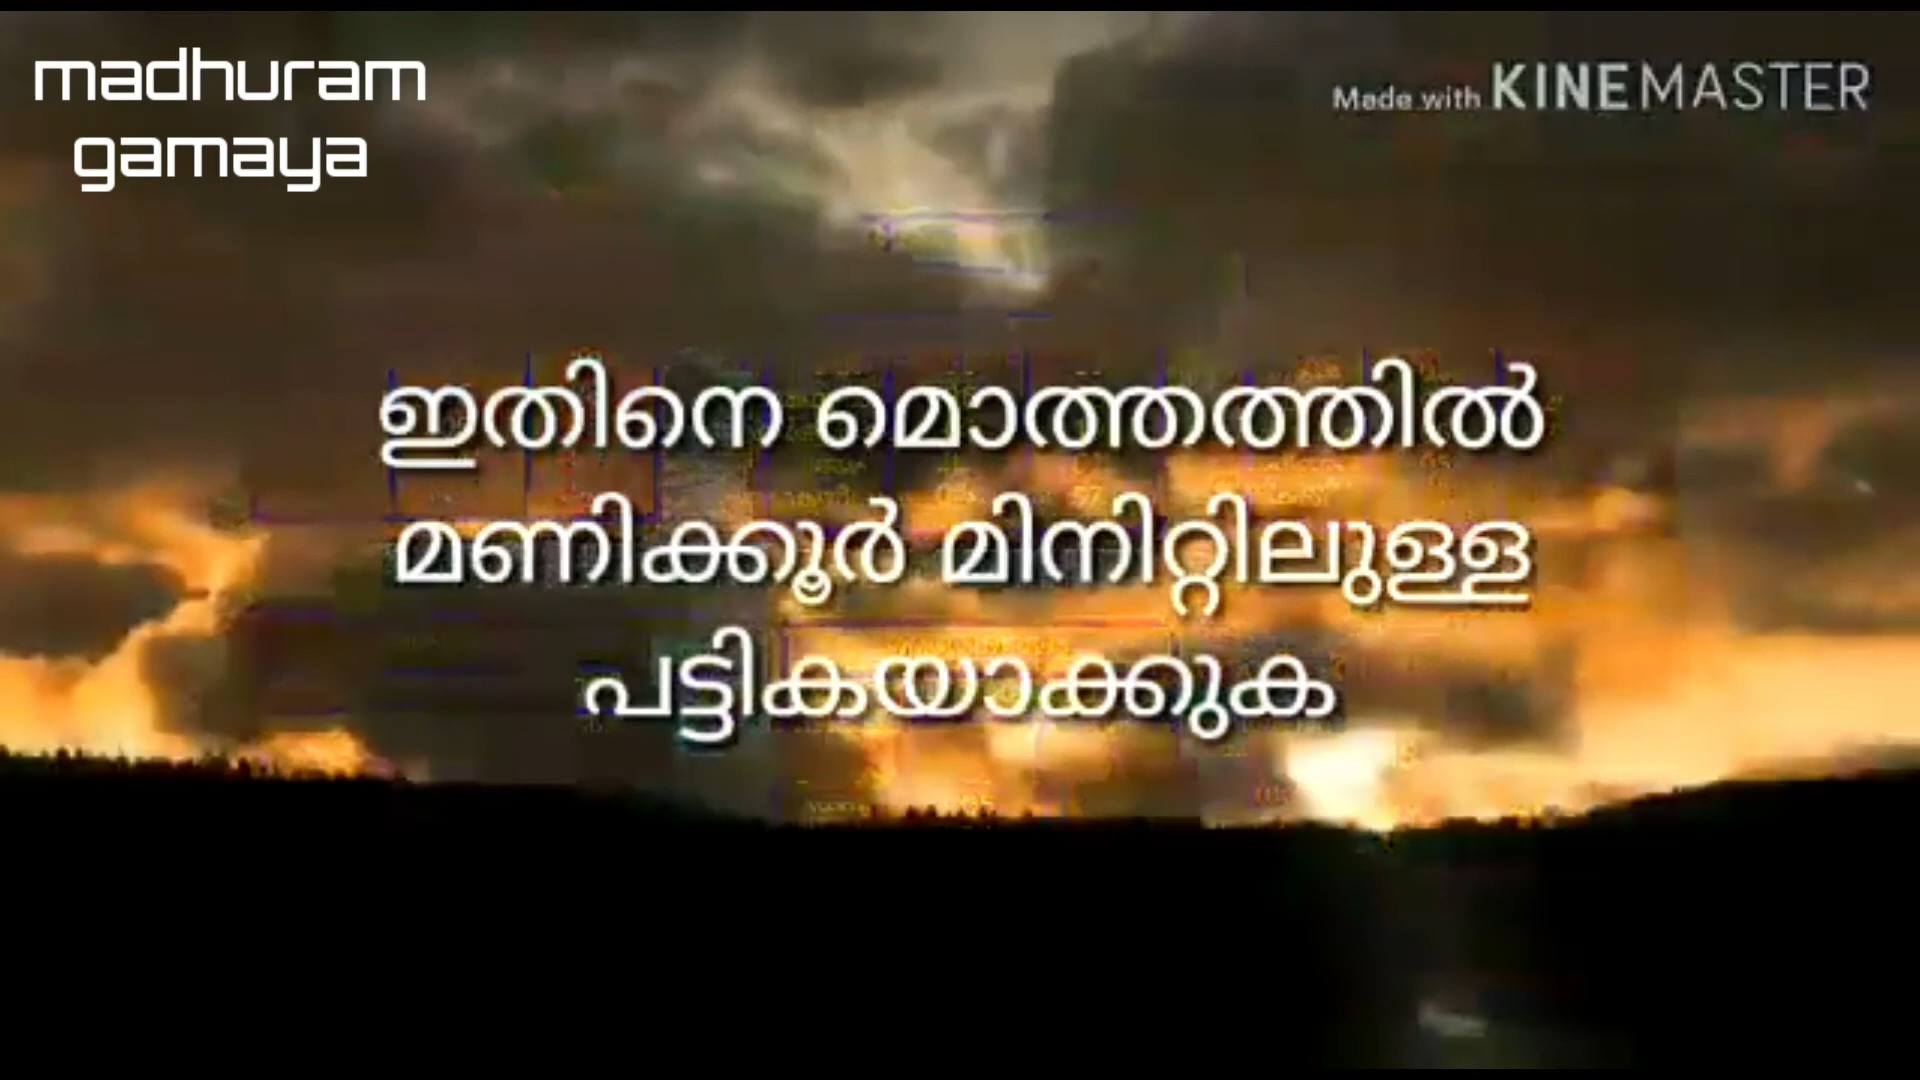 madhuram
gamaya
Made with KINEMASTER
ഇതിനെ മൊത്തത്തിൽ
മണിക്കൂർ മിനിറ്റിലുള്ള
പട്ടികയാക്കുക